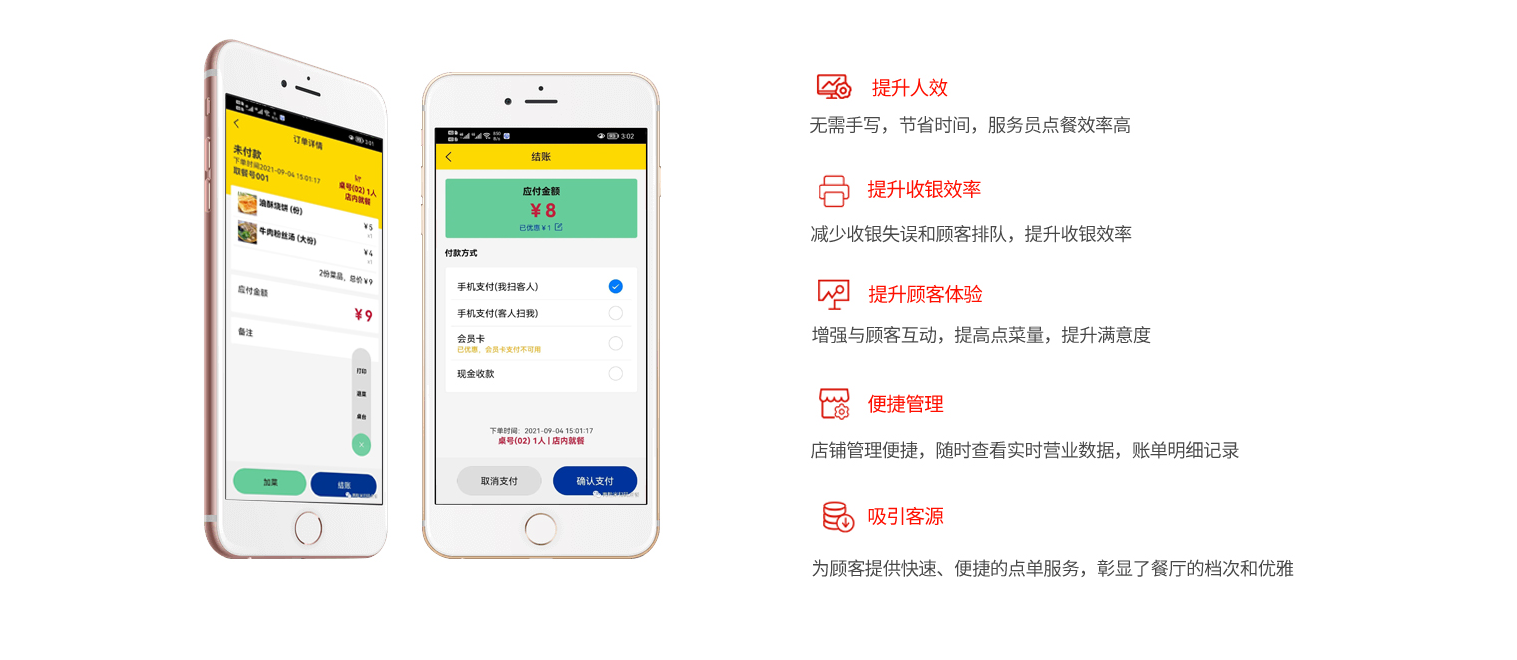 3:01
订单详情
未付款
下单时间2021-09-04 15:01:17
取餐号001
桌号(02) 1人
店内就餐
油酥烧饼 (份)
¥ 5
x1
牛肉粉丝汤 (大份)
¥ 4
x1
2份菜品，总价 ¥ 9
应付金额
¥ 9
备注
打印
退菜
桌台
加菜
结账
3:02
结账
应付金额
¥ 8
已优惠 ¥ 1
付款方式
手机支付(我扫客人)
手机支付(客人扫我)
会员卡
已优惠，会员卡支付不可用
现金收款
下单时间：2021-09-04 15:01:17
桌号(02) 1人 | 店内就餐
取消支付
确认支付
提升人效
无需手写，节省时间，服务员点餐效率高
提升收银效率
减少收银失误和顾客排队，提升收银效率
提升顾客体验
增强与顾客互动，提高点菜量，提升满意度
便捷管理
店铺管理便捷，随时查看实时营业数据，账单明细记录
吸引客源
为顾客提供快速、便捷的点单服务，彰显了餐厅的档次和优雅